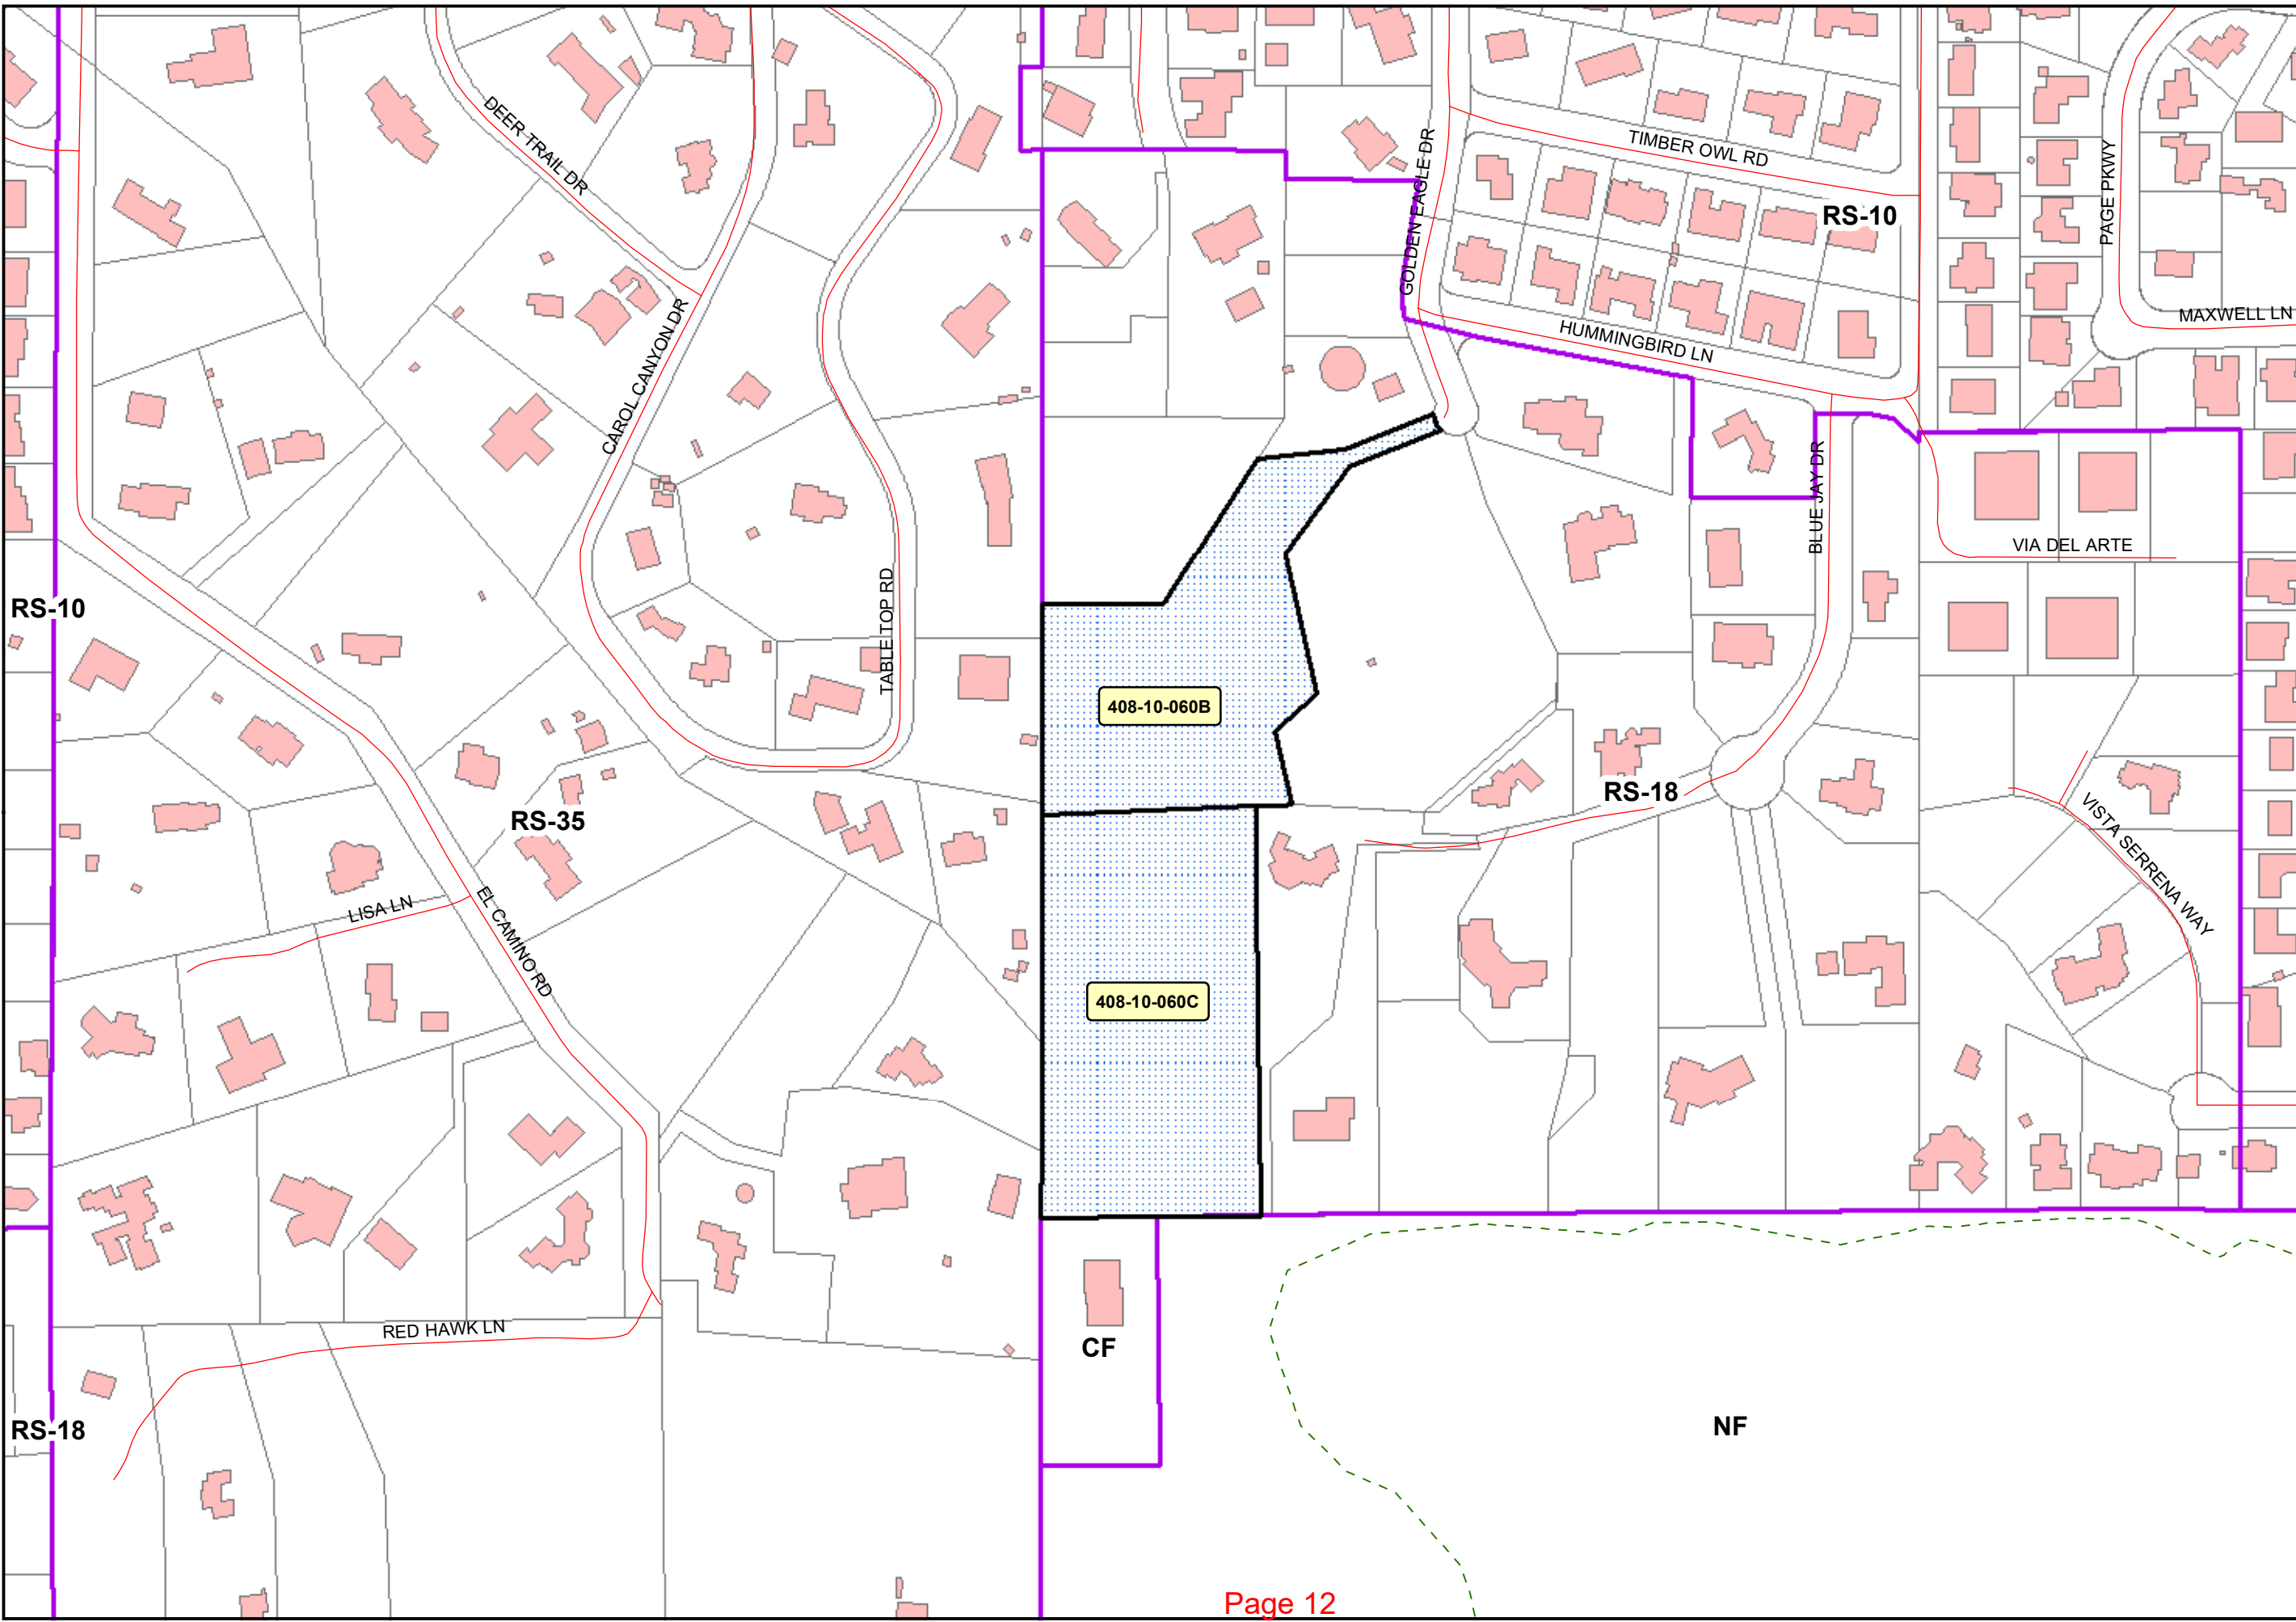 DEER TRAIL DR
TIMBER OWL RD
PAGE PKWY
GOLDEN EAGLE DR
RS-10
MAXWELL LN
HUMMINGBIRD LN
CAROL CANYON DR
BLUE JAY DR
VIA DEL ARTE
RS-10
TABLE TOP RD
408-10-060B
RS-18
RS-35
VISTA SERRENA WAY
LISA LN
EL CAMINO RD
408-10-060C
RED HAWK LN
CF
RS-18
NF
Page 12